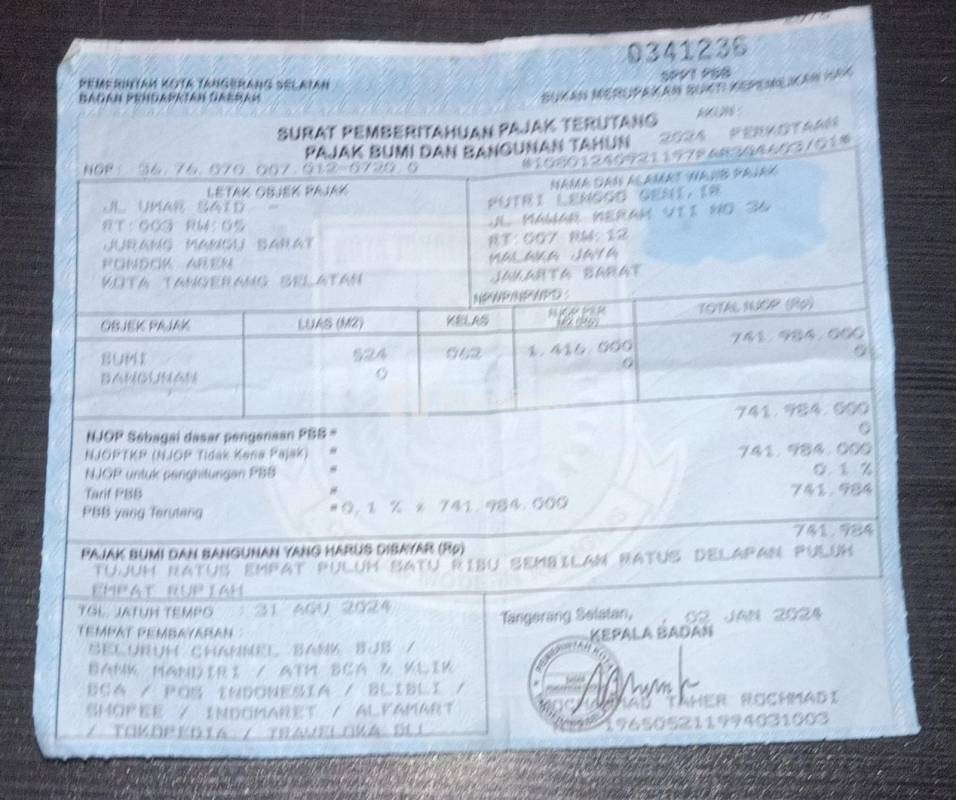 0341236
PEMERINTAH KOTA TANGERANG SELATAN
BADAN PENDAPATAN DAERAH
SPPT PBB
BUKAN MERUPAKAN BUKTI KEPEMILIKAN HAK
AKUN :
SURAT PEMBERITAHUAN PAJAK TERUTANG
PAJAK BUMI DAN BANGUNAN TAHUN 2024 PERKOTAAN
NOP : 36.76.070.007.012-0720.0
LETAK OBJEK PAJAK
NAMA DAN ALAMAT WAJIB PAJAK
JL UMAR SAID -
PUTRI LENGGO GENI, IR
RT:003 RW:05
JL MAWAR MERAH VII NO 36
JURANG MANGU BARAT
RT:007 RW:12
PONDOK AREN
MALAKA JAYA
KOTA TANGERANG SELATAN
JAKARTA BARAT
NPWP/NPWPD :
OBJEK PAJAK LUAS (M2) KELAS NJOP PER M2 (Rp) TOTAL NJOP (Rp)
BUMI 524 062 1.416.000 741.984.000
BANGUNAN 0 0 0
NJOP Sebagai dasar pengenaan PBB = 741.984.000
NJOPTKP (NJOP Tidak Kena Pajak) = 0
NJOP untuk penghitungan PBB = 741.984.000
Tarif PBB = 0,1 %
PBB yang Terutang = 0,1 % x 741.984.000 741.984
PAJAK BUMI DAN BANGUNAN YANG HARUS DIBAYAR (Rp) 741.984
TUJUH RATUS EMPAT PULUH SATU RIBU SEMBILAN RATUS DELAPAN PULUH
EMPAT RUPIAH
TGL. JATUH TEMPO : 31 AGU 2024
Tangerang Selatan, , 02 JAN 2024
TEMPAT PEMBAYARAN :
KEPALA BADAN
SELURUH CHANNEL BANK BJB /
BANK MANDIRI / ATM BCA & KLIK
BCA / POS INDONESIA / BLIBLI /
SHOPEE / INDOMARET / ALFAMART
/ TOKOPEDIA / TRAVELOKA DLL
TAHER ROCHMADI
196505211994031003